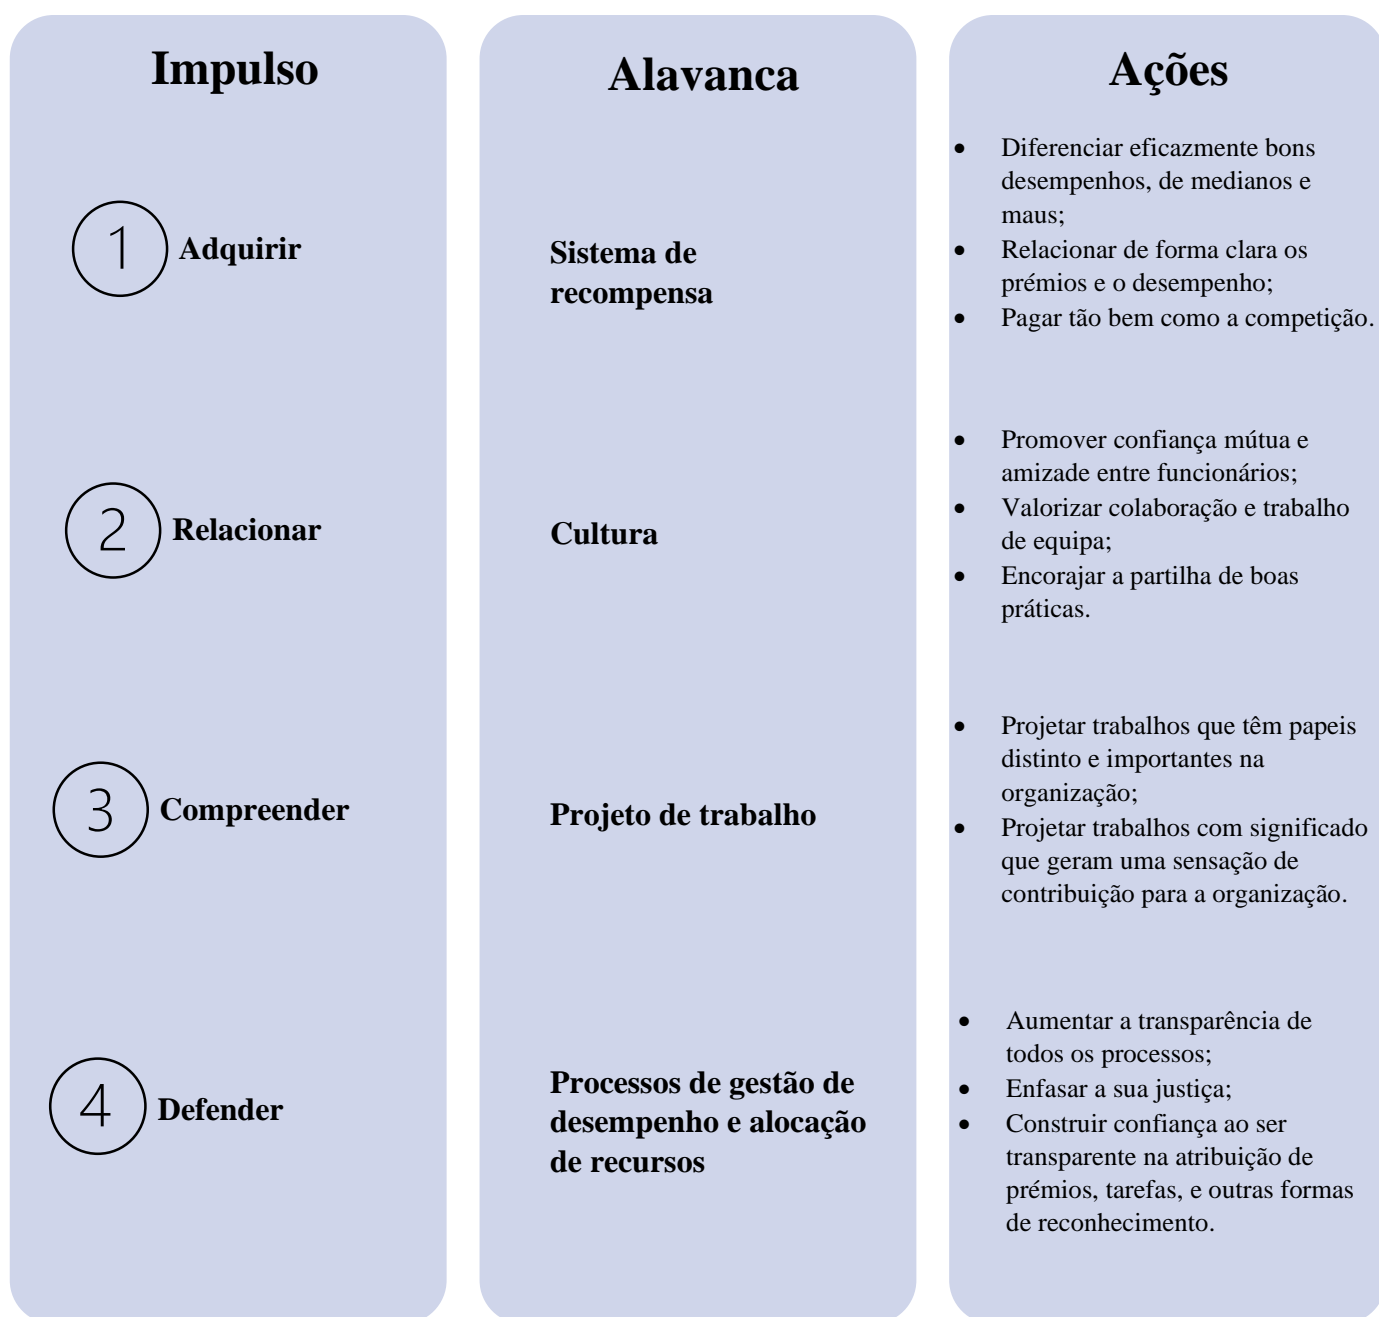 Impulso
Alavanca
Ações
1 Adquirir
Sistema de
recompensa
• Diferenciar eficazmente bons
desempenhos, de medianos e
maus;
• Relacionar de forma clara os
prémios e o desempenho;
• Pagar tão bem como a competição.
2 Relacionar
Cultura
• Promover confiança mútua e
amizade entre funcionários;
• Valorizar colaboração e trabalho
de equipa;
• Encorajar a partilha de boas
práticas.
3 Compreender
Projeto de trabalho
• Projetar trabalhos que têm papeis
distinto e importantes na
organização;
• Projetar trabalhos com significado
que geram uma sensação de
contribuição para a organização.
4 Defender
Processos de gestão de
desempenho e alocação
de recursos
• Aumentar a transparência de
todos os processos;
• Enfasar a sua justiça;
• Construir confiança ao ser
transparente na atribuição de
prémios, tarefas, e outras formas
de reconhecimento.